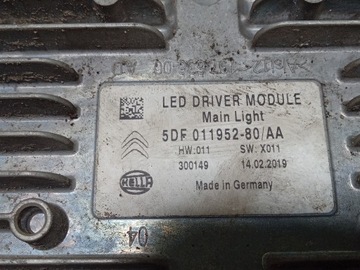 LED DRIVER MODULE
Main Light
5DF 011952-80/AA
HW:011 SW: X011
300149 14.02.2019
HELLA
Made in Germany
04